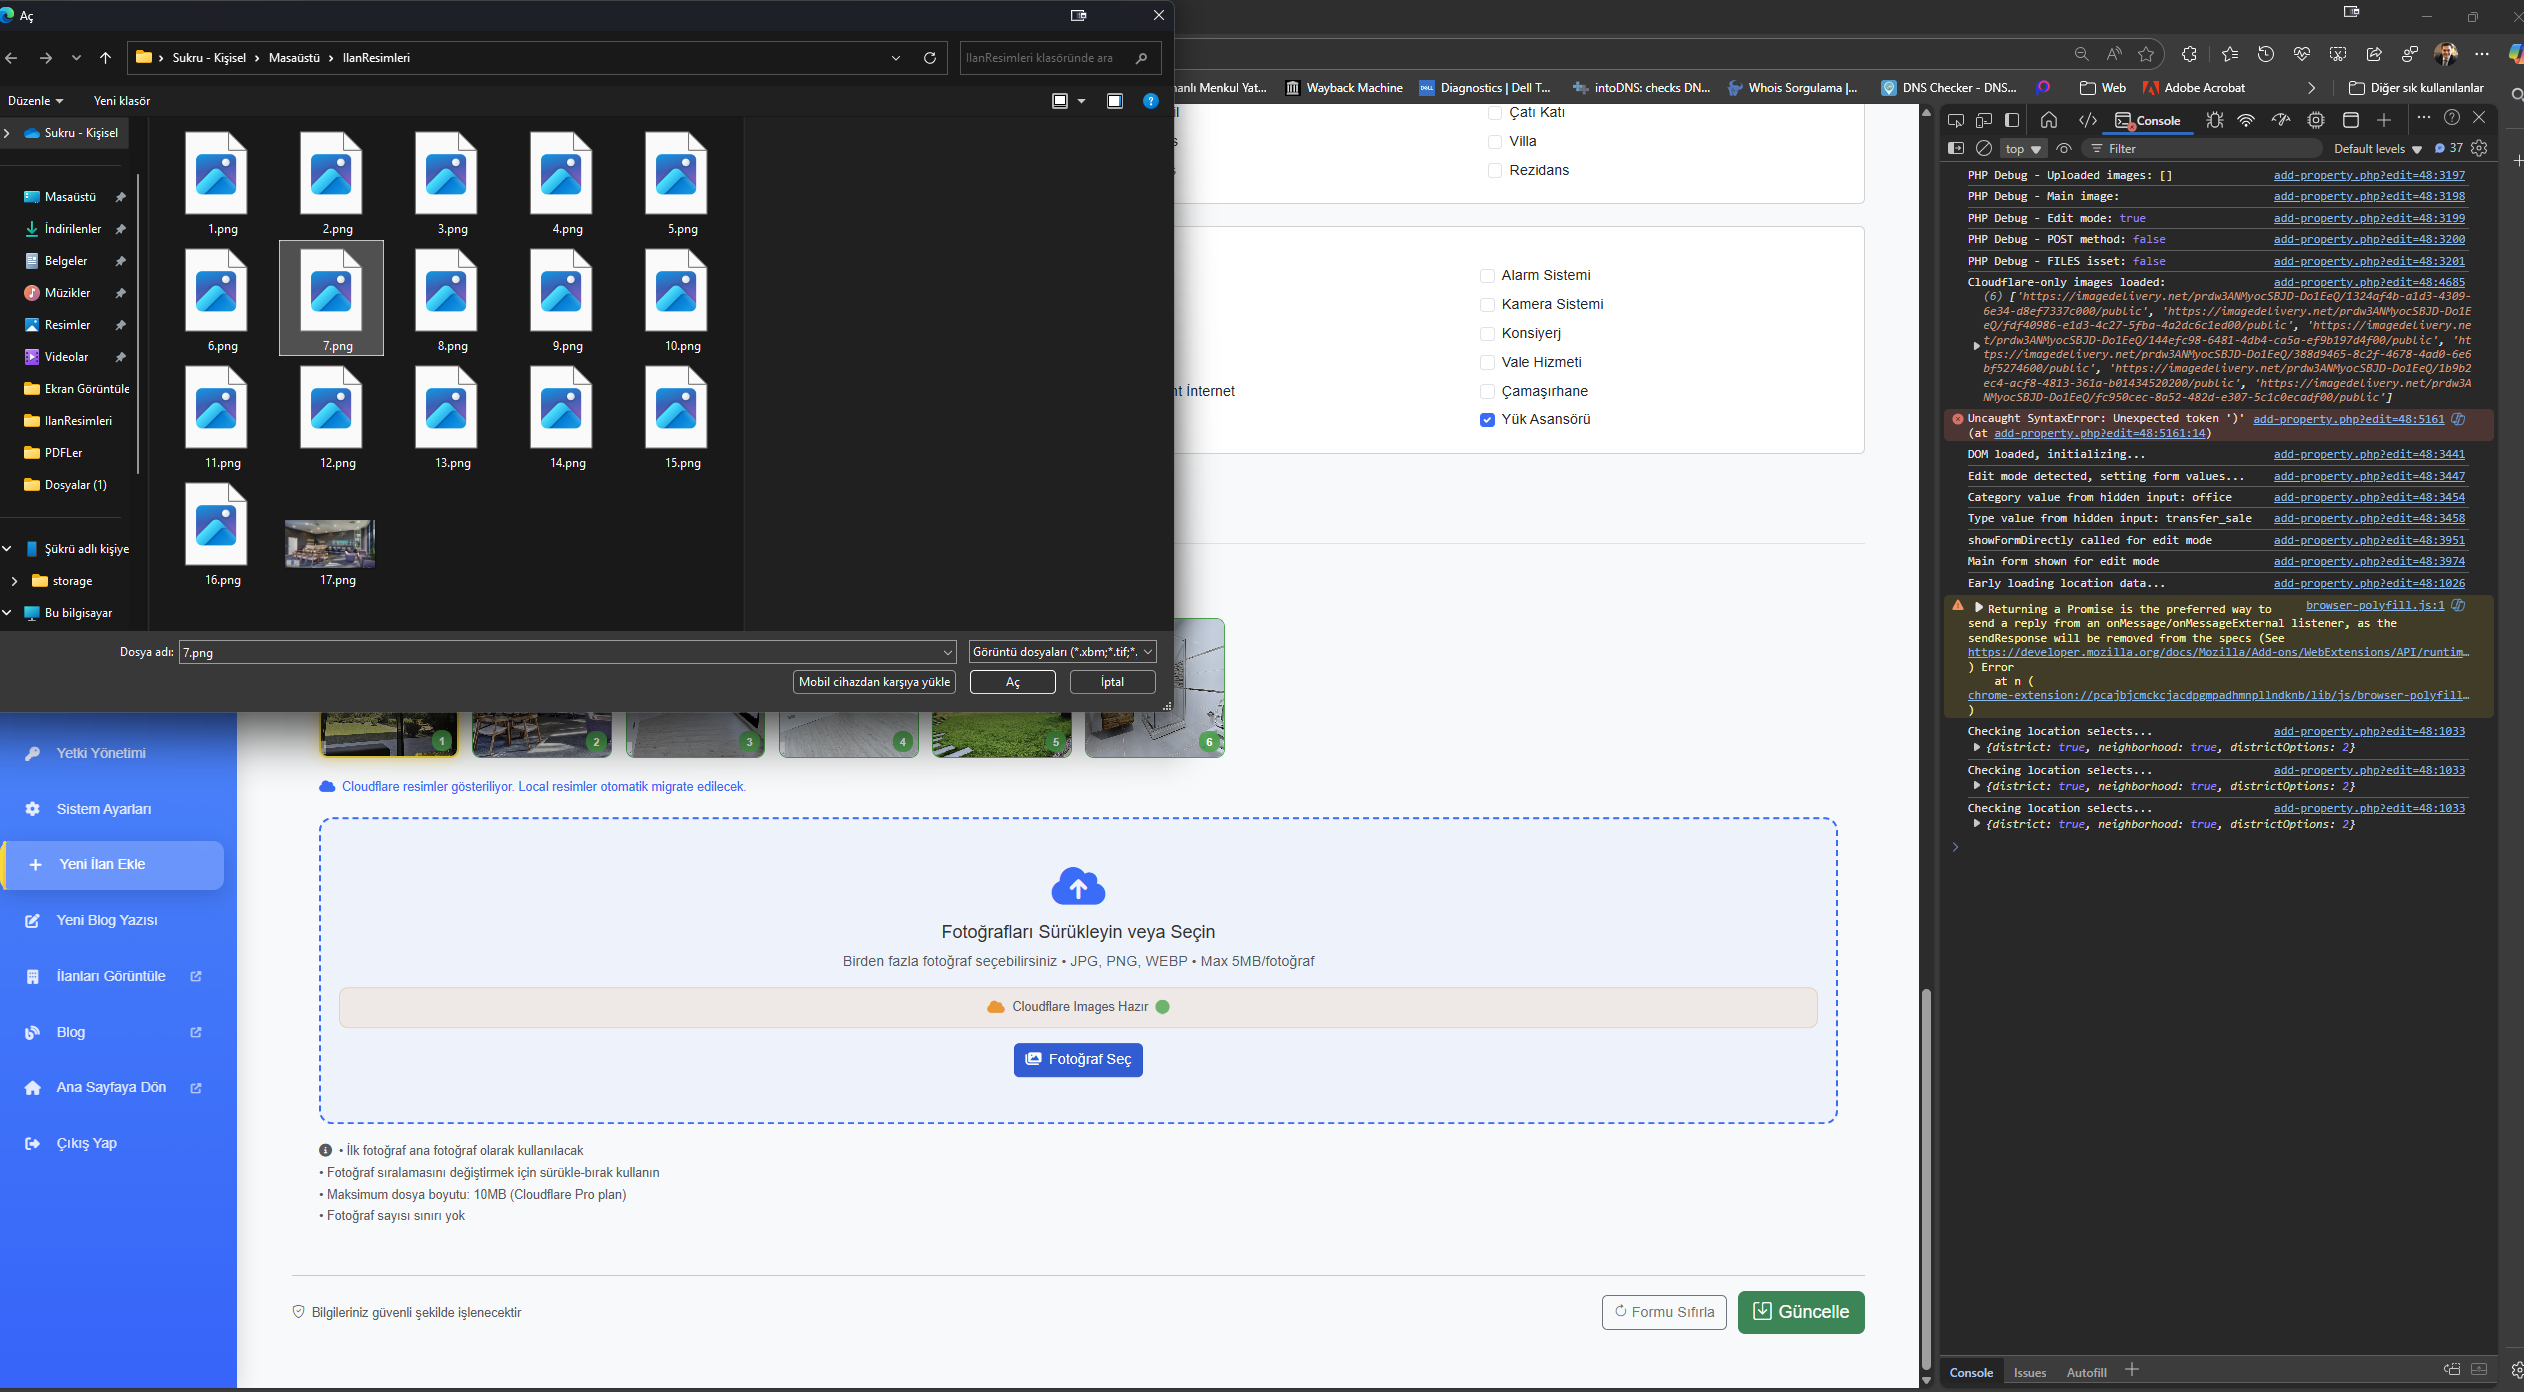 Aç
Sukru - Kişisel
Masaüstü
IlanResimleri
IlanResimleri klasöründe ara
Düzenle
Yeni klasör
Sukru - Kişisel
Masaüstü
İndirilenler
Belgeler
Müzikler
Resimler
Videolar
Ekran Görüntüle
IlanResimleri
PDFLer
Dosyalar (1)
Şükrü adlı kişiye
storage
Bu bilgisayar
1.png
2.png
3.png
4.png
5.png
6.png
7.png
8.png
9.png
10.png
11.png
12.png
13.png
14.png
15.png
16.png
17.png
Dosya adı:
7.png
Görüntü dosyaları (*.xbm;*.tif;*.
Mobil cihazdan karşıya yükle
Aç
İptal
anlı Menkul Yat...
Wayback Machine
Diagnostics | Dell T...
intoDNS: checks DN...
Whois Sorgulama |...
DNS Checker - DNS...
Web
Adobe Acrobat
Diğer sık kullanılanlar
Çatı Katı
Villa
Rezidans
Alarm Sistemi
Kamera Sistemi
Konsiyerj
Vale Hizmeti
nt İnternet
Çamaşırhane
Yük Asansörü
1
2
3
4
5
6
Cloudflare resimler gösteriliyor. Local resimler otomatik migrate edilecek.
Fotoğrafları Sürükleyin veya Seçin
Birden fazla fotoğraf seçebilirsiniz • JPG, PNG, WEBP • Max 5MB/fotoğraf
Cloudflare Images Hazır
Fotoğraf Seç
• İlk fotoğraf ana fotoğraf olarak kullanılacak
• Fotoğraf sıralamasını değiştirmek için sürükle-bırak kullanın
• Maksimum dosya boyutu: 10MB (Cloudflare Pro plan)
• Fotoğraf sayısı sınırı yok
Bilgileriniz güvenli şekilde işlenecektir
Formu Sıfırla
Güncelle
Yetki Yönetimi
Sistem Ayarları
Yeni İlan Ekle
Yeni Blog Yazısı
İlanları Görüntüle
Blog
Ana Sayfaya Dön
Çıkış Yap
Console
top
Filter
Default levels
37
PHP Debug - Uploaded images: [] add-property.php?edit=48:3197
PHP Debug - Main image: add-property.php?edit=48:3198
PHP Debug - Edit mode: true add-property.php?edit=48:3199
PHP Debug - POST method: false add-property.php?edit=48:3200
PHP Debug - FILES isset: false add-property.php?edit=48:3201
Cloudflare-only images loaded: add-property.php?edit=48:4685
(6) ['https://imagedelivery.net/prdw3ANMyocSBJD-Do1EeQ/1324af4b-a1d3-4309-
6e34-d8ef7337c000/public', 'https://imagedelivery.net/prdw3ANMyocSBJD-Do1E
eQ/fdf40986-e1d3-4c27-5fba-4a2dc6c1ed00/public', 'https://imagedelivery.ne
t/prdw3ANMyocSBJD-Do1EeQ/144efc98-6481-4db4-ca5a-ef9b197d4f00/public', 'ht
tps://imagedelivery.net/prdw3ANMyocSBJD-Do1EeQ/388d9465-8c2f-4678-4ad0-6e6
bf5274600/public', 'https://imagedelivery.net/prdw3ANMyocSBJD-Do1EeQ/1b9b2
ec4-acf8-4813-361a-b01434520200/public', 'https://imagedelivery.net/prdw3A
NMyocSBJD-Do1EeQ/fc950cec-8a52-482d-e307-5c1c0ecadf00/public']
Uncaught SyntaxError: Unexpected token ')' add-property.php?edit=48:5161
(at add-property.php?edit=48:5161:14)
DOM loaded, initializing... add-property.php?edit=48:3441
Edit mode detected, setting form values... add-property.php?edit=48:3447
Category value from hidden input: office add-property.php?edit=48:3454
Type value from hidden input: transfer_sale add-property.php?edit=48:3458
showFormDirectly called for edit mode add-property.php?edit=48:3951
Main form shown for edit mode add-property.php?edit=48:3974
Early loading location data... add-property.php?edit=48:1026
Returning a Promise is the preferred way to browser-polyfill.js:1
send a reply from an onMessage/onMessageExternal listener, as the
sendResponse will be removed from the specs (See
https://developer.mozilla.org/docs/Mozilla/Add-ons/WebExtensions/API/runtim…
) Error
at n (
chrome-extension://pcajbjcmckcjacdpgmpadhmnpllndknb/lib/js/browser-polyfill…
)
Checking location selects... add-property.php?edit=48:1033
{district: true, neighborhood: true, districtOptions: 2}
Checking location selects... add-property.php?edit=48:1033
{district: true, neighborhood: true, districtOptions: 2}
Checking location selects... add-property.php?edit=48:1033
{district: true, neighborhood: true, districtOptions: 2}
Console
Issues
Autofill